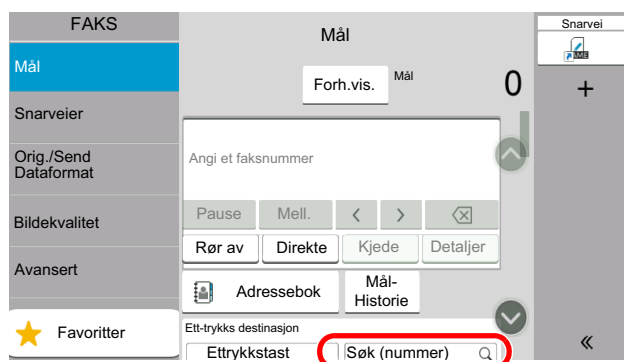 FAKS
Mål
Snarveier
Orig./Send
Dataformat
Bildekvalitet
Avansert
Favoritter
Mål
Forh.vis.
Mål
0
Angi et faksnummer
Pause
Mell.
<
>
Rør av
Direkte
Kjede
Detaljer
Adressebok
Mål-
Historie
Ett-trykks destinasjon
Ettrykkstast
Søk (nummer)
Snarvei
+
«